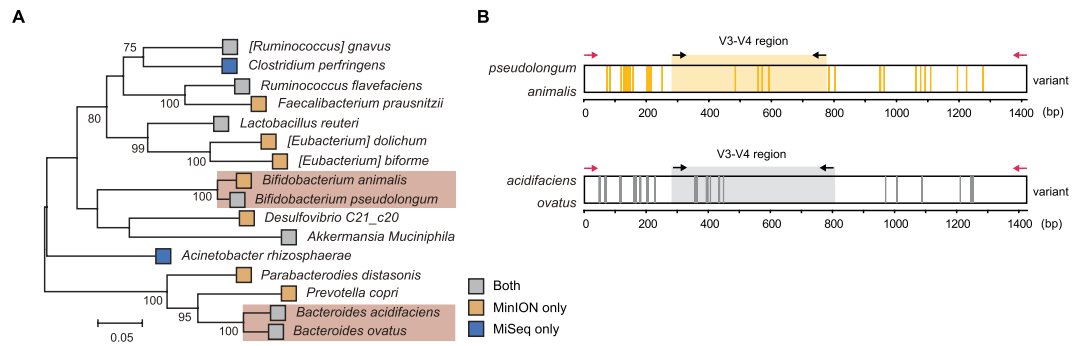 A
75
[Ruminococcus] gnavus
Clostridium perfringens
Ruminococcus flavefaciens
100
Faecalibacterium prausnitzii
80
Lactobacillus reuteri
99
[Eubacterium] dolichum
100
[Eubacterium] biforme
Bifidobacterium animalis
100
Bifidobacterium pseudolongum
Desulfovibrio C21_c20
Akkermansia Muciniphila
Acinetobacter rhizosphaerae
Parabacterodies distasonis
100
Prevotella copri
95
Bacteroides acidifaciens
100
Bacteroides ovatus
0.05
Both
MinION only
MiSeq only
B
V3-V4 region
pseudolongum
animalis
variant
0 200 400 600 800 1000 1200 1400 (bp)
V3-V4 region
acidifaciens
ovatus
variant
0 200 400 600 800 1000 1200 1400 (bp)